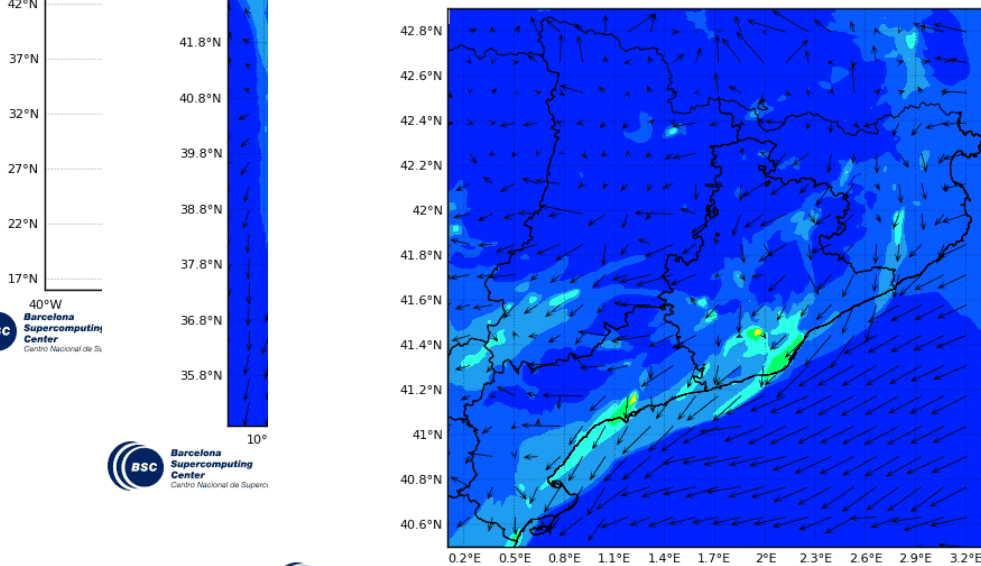 42°N
37°N
32°N
27°N
22°N
17°N
40°W
Barcelona
Supercomputing
Center
Centro Nacional de
41.8°N
40.8°N
39.8°N
38.8°N
37.8°N
36.8°N
35.8°N
10°
BSC
Barcelona
Supercomputing
Center
Centro Nacional de
42.8°N
42.6°N
42.4°N
42.2°N
42°N
41.8°N
41.6°N
41.4°N
41.2°N
41°N
40.8°N
40.6°N
0.2°E 0.5°E 0.8°E 1.1°E 1.4°E 1.7°E 2°E 2.3°E 2.6°E 2.9°E 3.2°E